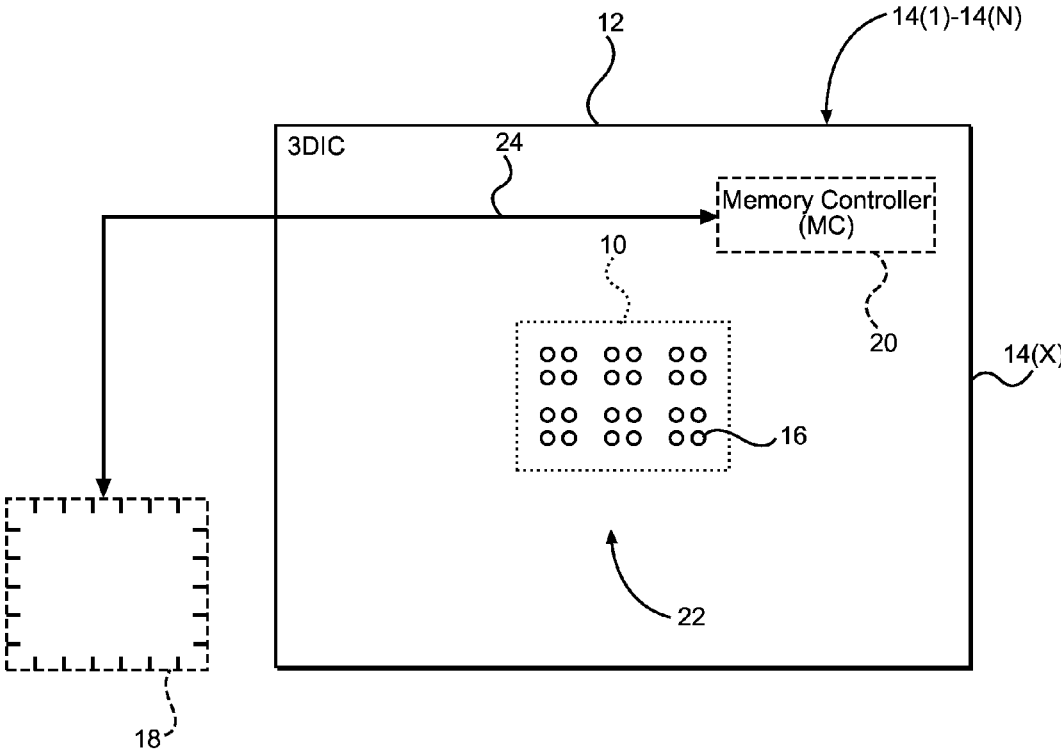 12
14(1)-14(N)
3DIC
24
Memory Controller
(MC)
10
20
14(X)
16
22
18